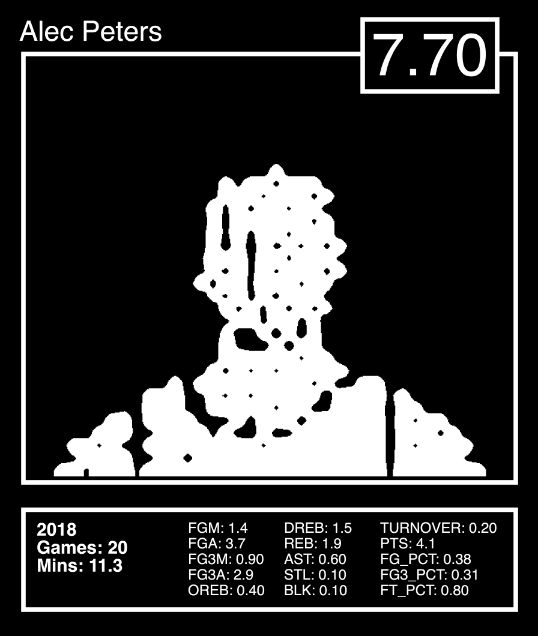 Alec Peters
7.70
2018
Games: 20
Mins: 11.3
FGM: 1.4
FGA: 3.7
FG3M: 0.90
FG3A: 2.9
OREB: 0.40
DREB: 1.5
REB: 1.9
AST: 0.60
STL: 0.10
BLK: 0.10
TURNOVER: 0.20
PTS: 4.1
FG_PCT: 0.38
FG3_PCT: 0.31
FT_PCT: 0.80